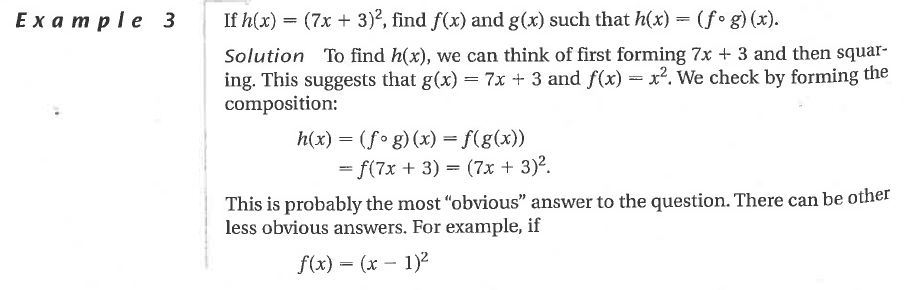 Example 3
If h(x) = (7x + 3)², find f(x) and g(x) such that h(x) = (f ∘ g)(x).
Solution To find h(x), we can think of first forming 7x + 3 and then squar-
ing. This suggests that g(x) = 7x + 3 and f(x) = x². We check by forming the
composition:
h(x) = (f ∘ g)(x) = f(g(x))
= f(7x + 3) = (7x + 3)².
This is probably the most “obvious” answer to the question. There can be other
less obvious answers. For example, if
f(x) = (x − 1)²